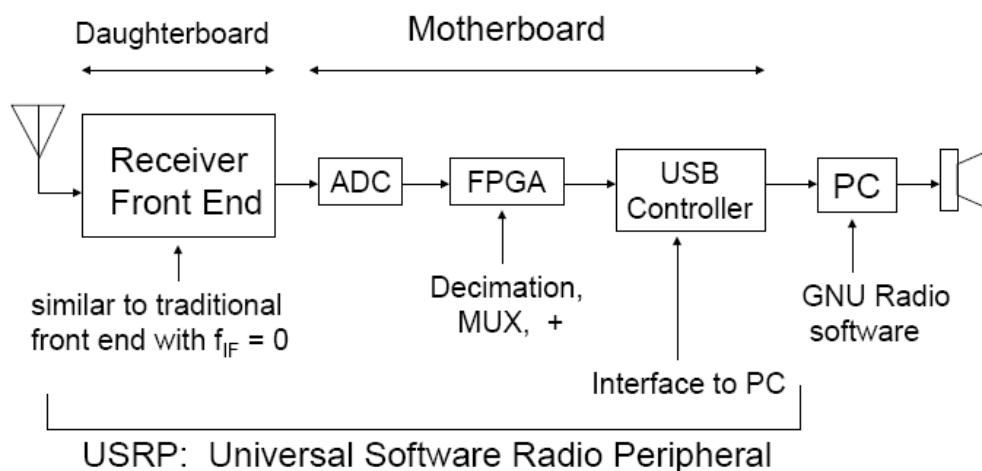 Daughterboard
Motherboard
Receiver
Front End
ADC
FPGA
USB
Controller
PC
similar to traditional
front end with f_IF = 0
Decimation,
MUX, +
Interface to PC
GNU Radio
software
USRP: Universal Software Radio Peripheral